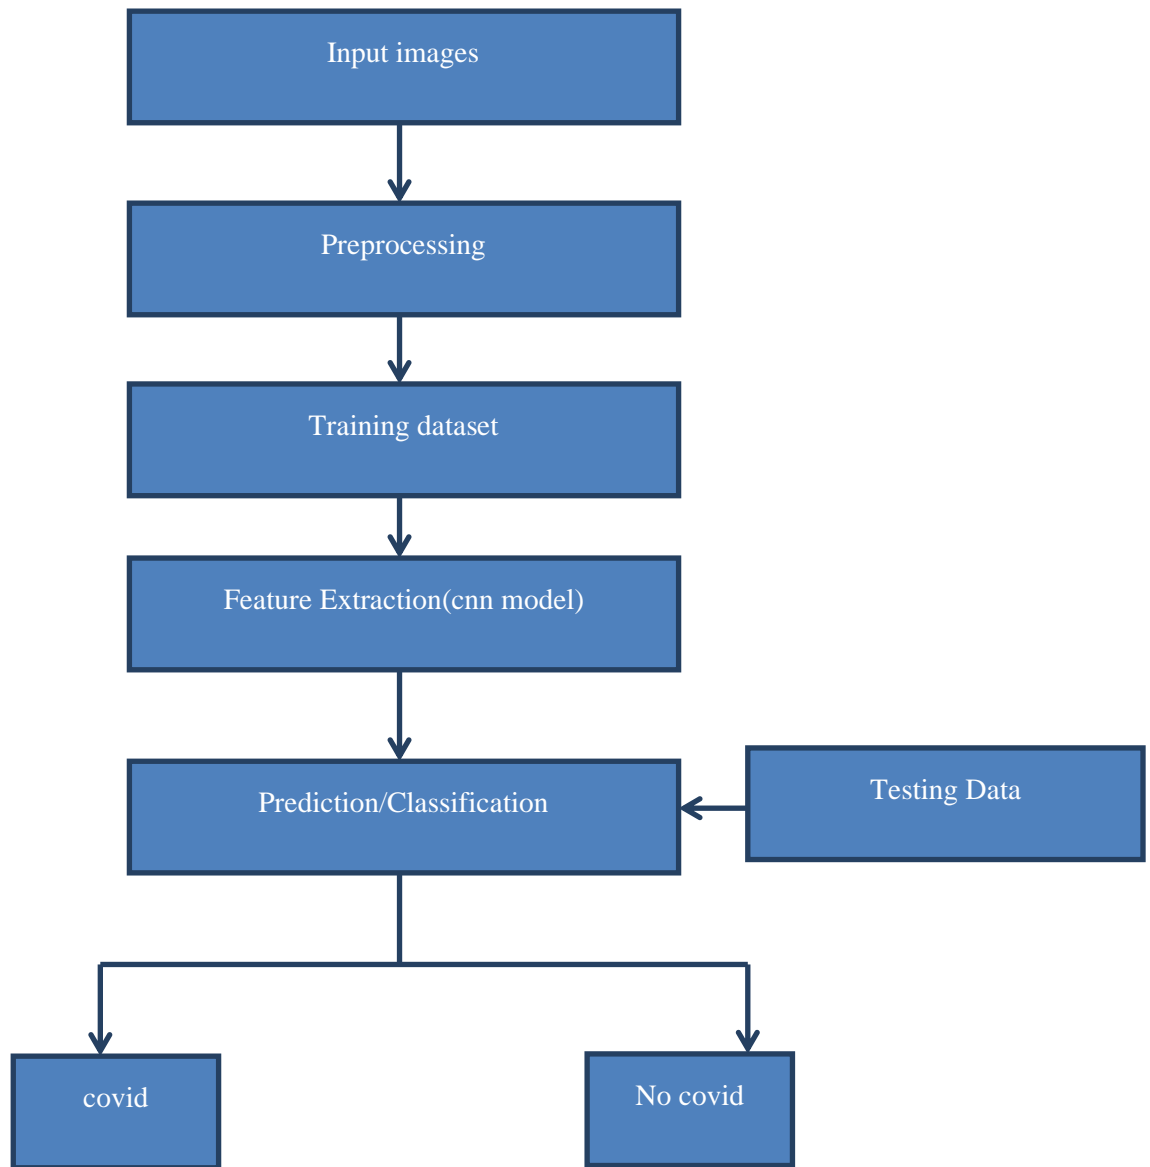 Input images
Preprocessing
Training dataset
Feature Extraction(cnn model)
Prediction/Classification
Testing Data
covid
No covid